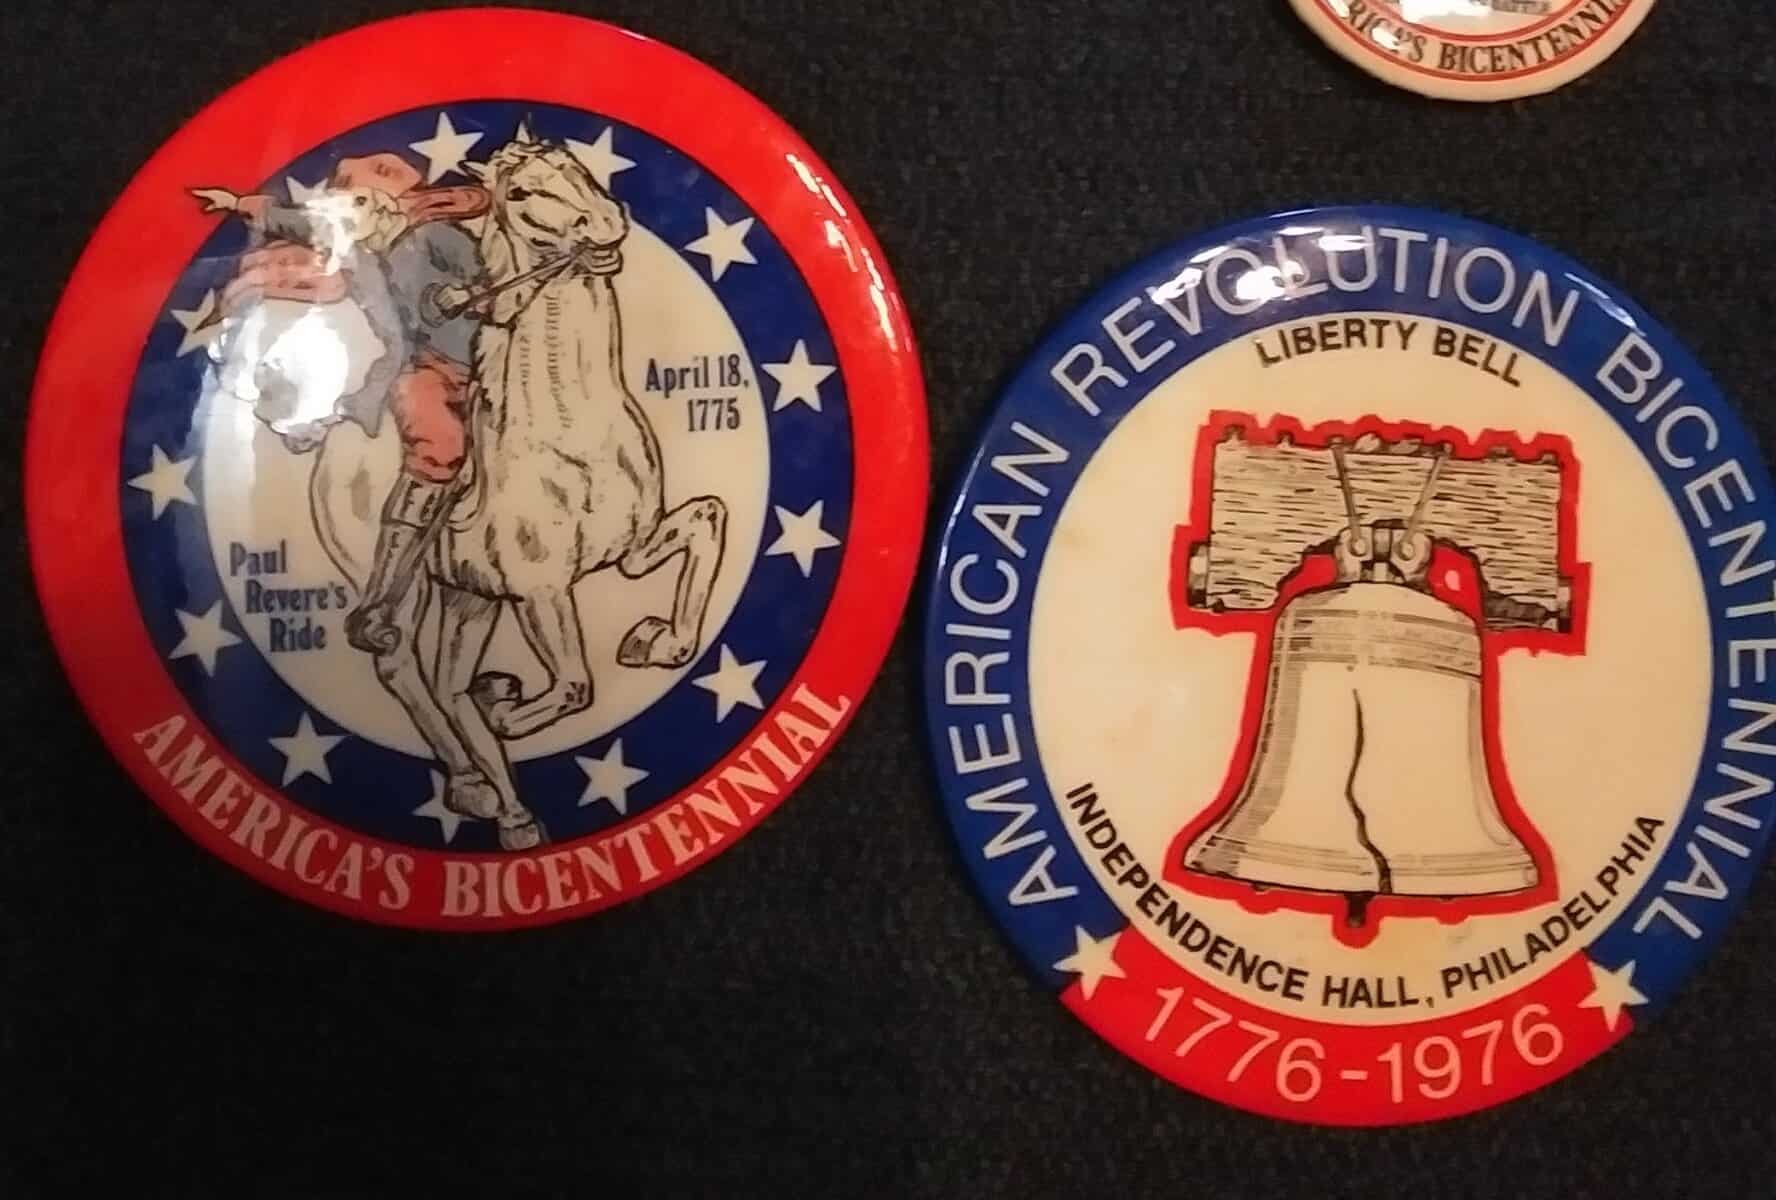 April 18,
1775
Paul
Revere's
Ride
AMERICA'S BICENTENNIAL
AMERICAN REVOLUTION BICENTENNIAL
LIBERTY BELL
INDEPENDENCE HALL, PHILADELPHIA
1776-1976
BICENTENNIAL